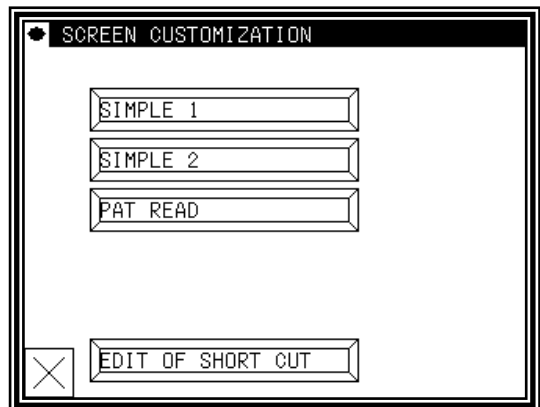 SCREEN CUSTOMIZATION
SIMPLE 1
SIMPLE 2
PAT READ
EDIT OF SHORT CUT